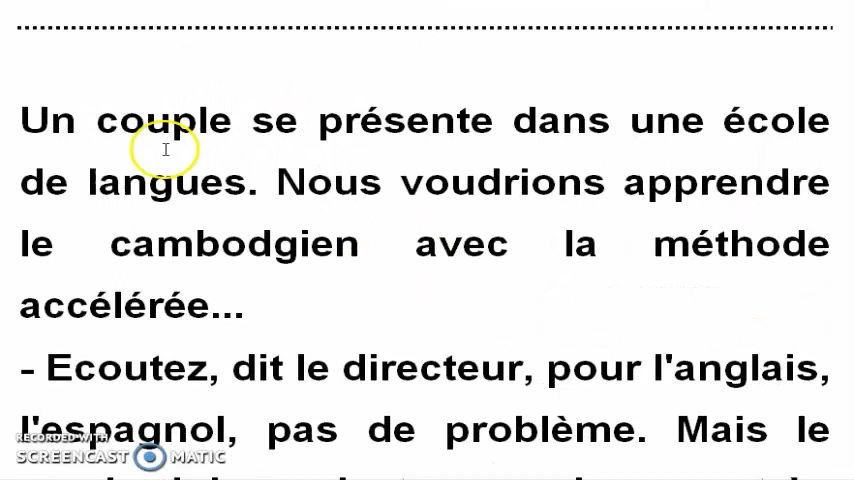 Un couple se présente dans une école
de langues. Nous voudrions apprendre
le cambodgien avec la méthode
accélérée...
- Ecoutez, dit le directeur, pour l'anglais,
l'espagnol, pas de problème. Mais le
RECORDED WITH
SCREENCAST MATIC